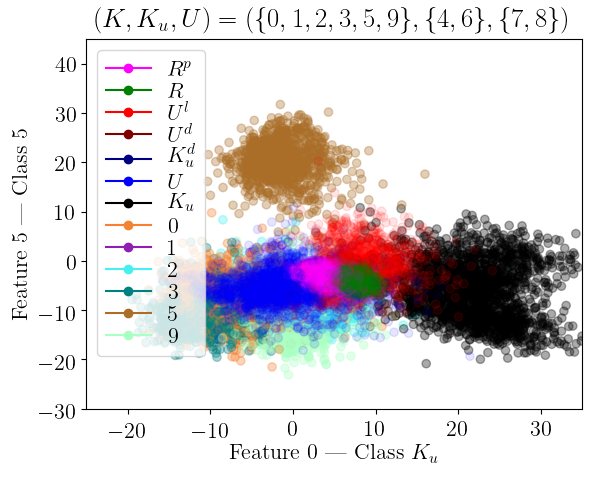 (K, K_u, U) = ({0, 1, 2, 3, 5, 9}, {4, 6}, {7, 8})
40
30
20
10
0
−10
−20
−30
Feature 5 — Class 5
R^p
R
U^l
U^d
K_u^d
U
K_u
0
1
2
3
5
9
−20
−10
0
10
20
30
Feature 0 — Class K_u